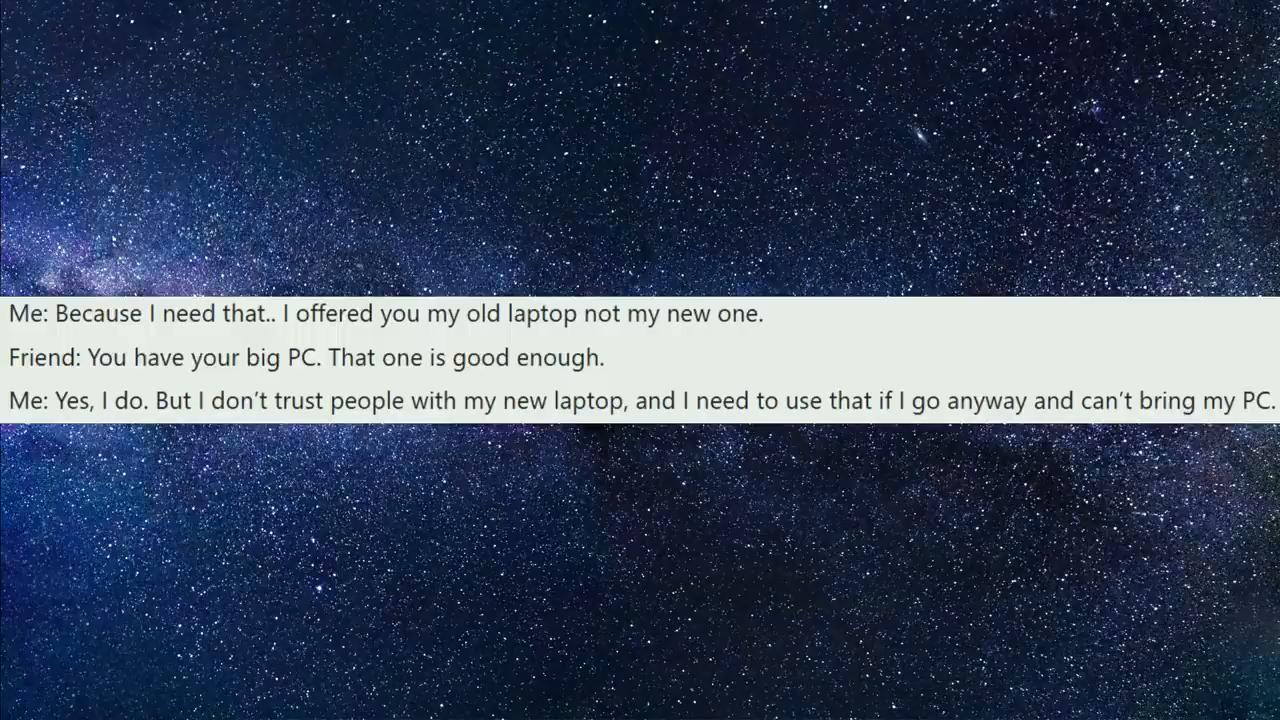 Me: Because I need that.. I offered you my old laptop not my new one.
Friend: You have your big PC. That one is good enough.
Me: Yes, I do. But I don’t trust people with my new laptop, and I need to use that if I go anyway and can’t bring my PC.